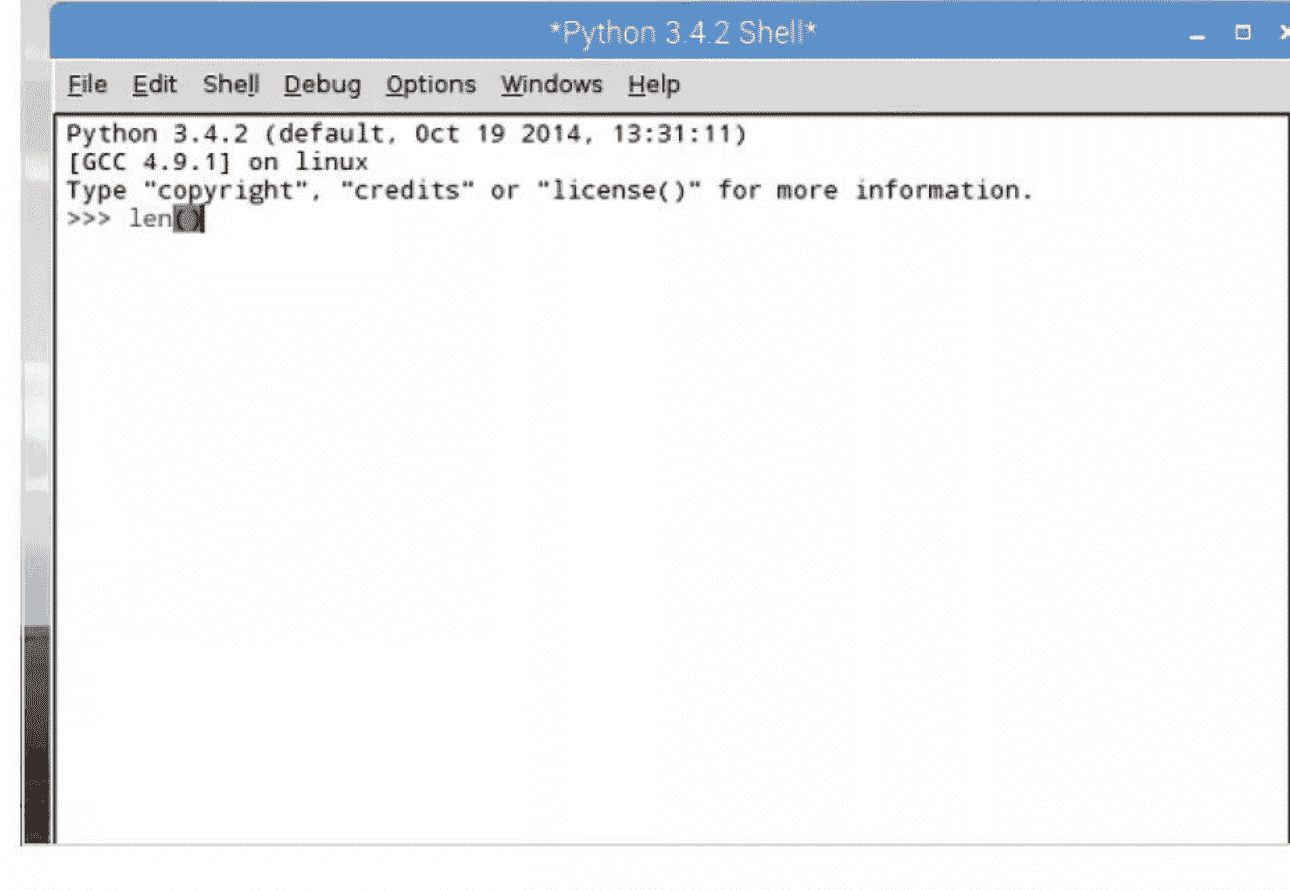 *Python 3.4.2 Shell*
File Edit Shell Debug Options Windows Help
Python 3.4.2 (default, Oct 19 2014, 13:31:11)
[GCC 4.9.1] on linux
Type "copyright", "credits" or "license()" for more information.
>>> len()